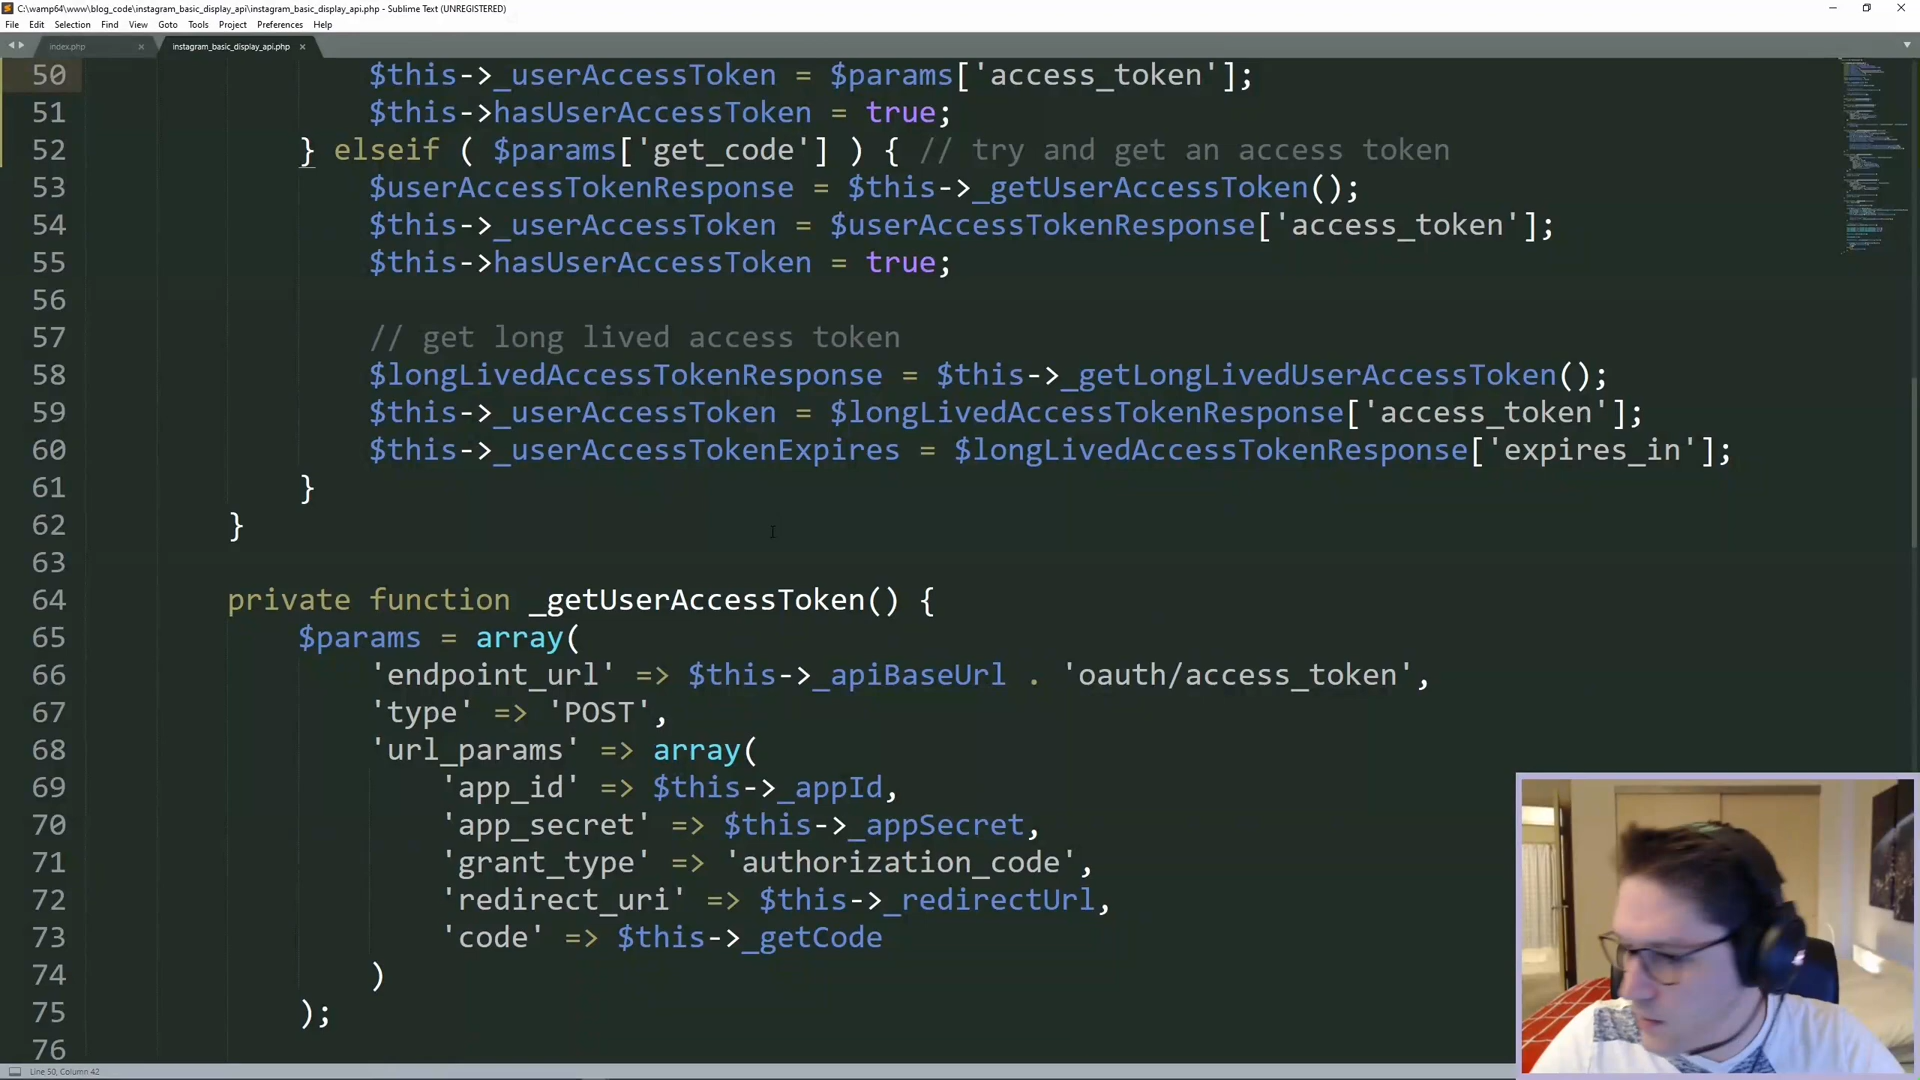 C:\wamp64\www\blog_code\instagram_basic_display_api\instagram_basic_display_api.php - Sublime Text (UNREGISTERED)
File Edit Selection Find View Goto Tools Project Preferences Help
index.php instagram_basic_display_api.php
50 $this->_userAccessToken = $params['access_token'];
51 $this->hasUserAccessToken = true;
52 } elseif ( $params['get_code'] ) { // try and get an access token
53 $userAccessTokenResponse = $this->_getUserAccessToken();
54 $this->_userAccessToken = $userAccessTokenResponse['access_token'];
55 $this->hasUserAccessToken = true;
56
57 // get long lived access token
58 $longLivedAccessTokenResponse = $this->_getLongLivedUserAccessToken();
59 $this->_userAccessToken = $longLivedAccessTokenResponse['access_token'];
60 $this->_userAccessTokenExpires = $longLivedAccessTokenResponse['expires_in'];
61 }
62 }
63
64 private function _getUserAccessToken() {
65 $params = array(
66 'endpoint_url' => $this->_apiBaseUrl . 'oauth/access_token',
67 'type' => 'POST',
68 'url_params' => array(
69 'app_id' => $this->_appId,
70 'app_secret' => $this->_appSecret,
71 'grant_type' => 'authorization_code',
72 'redirect_uri' => $this->_redirectUrl,
73 'code' => $this->_getCode
74 )
75 );
76
Line 50, Column 42